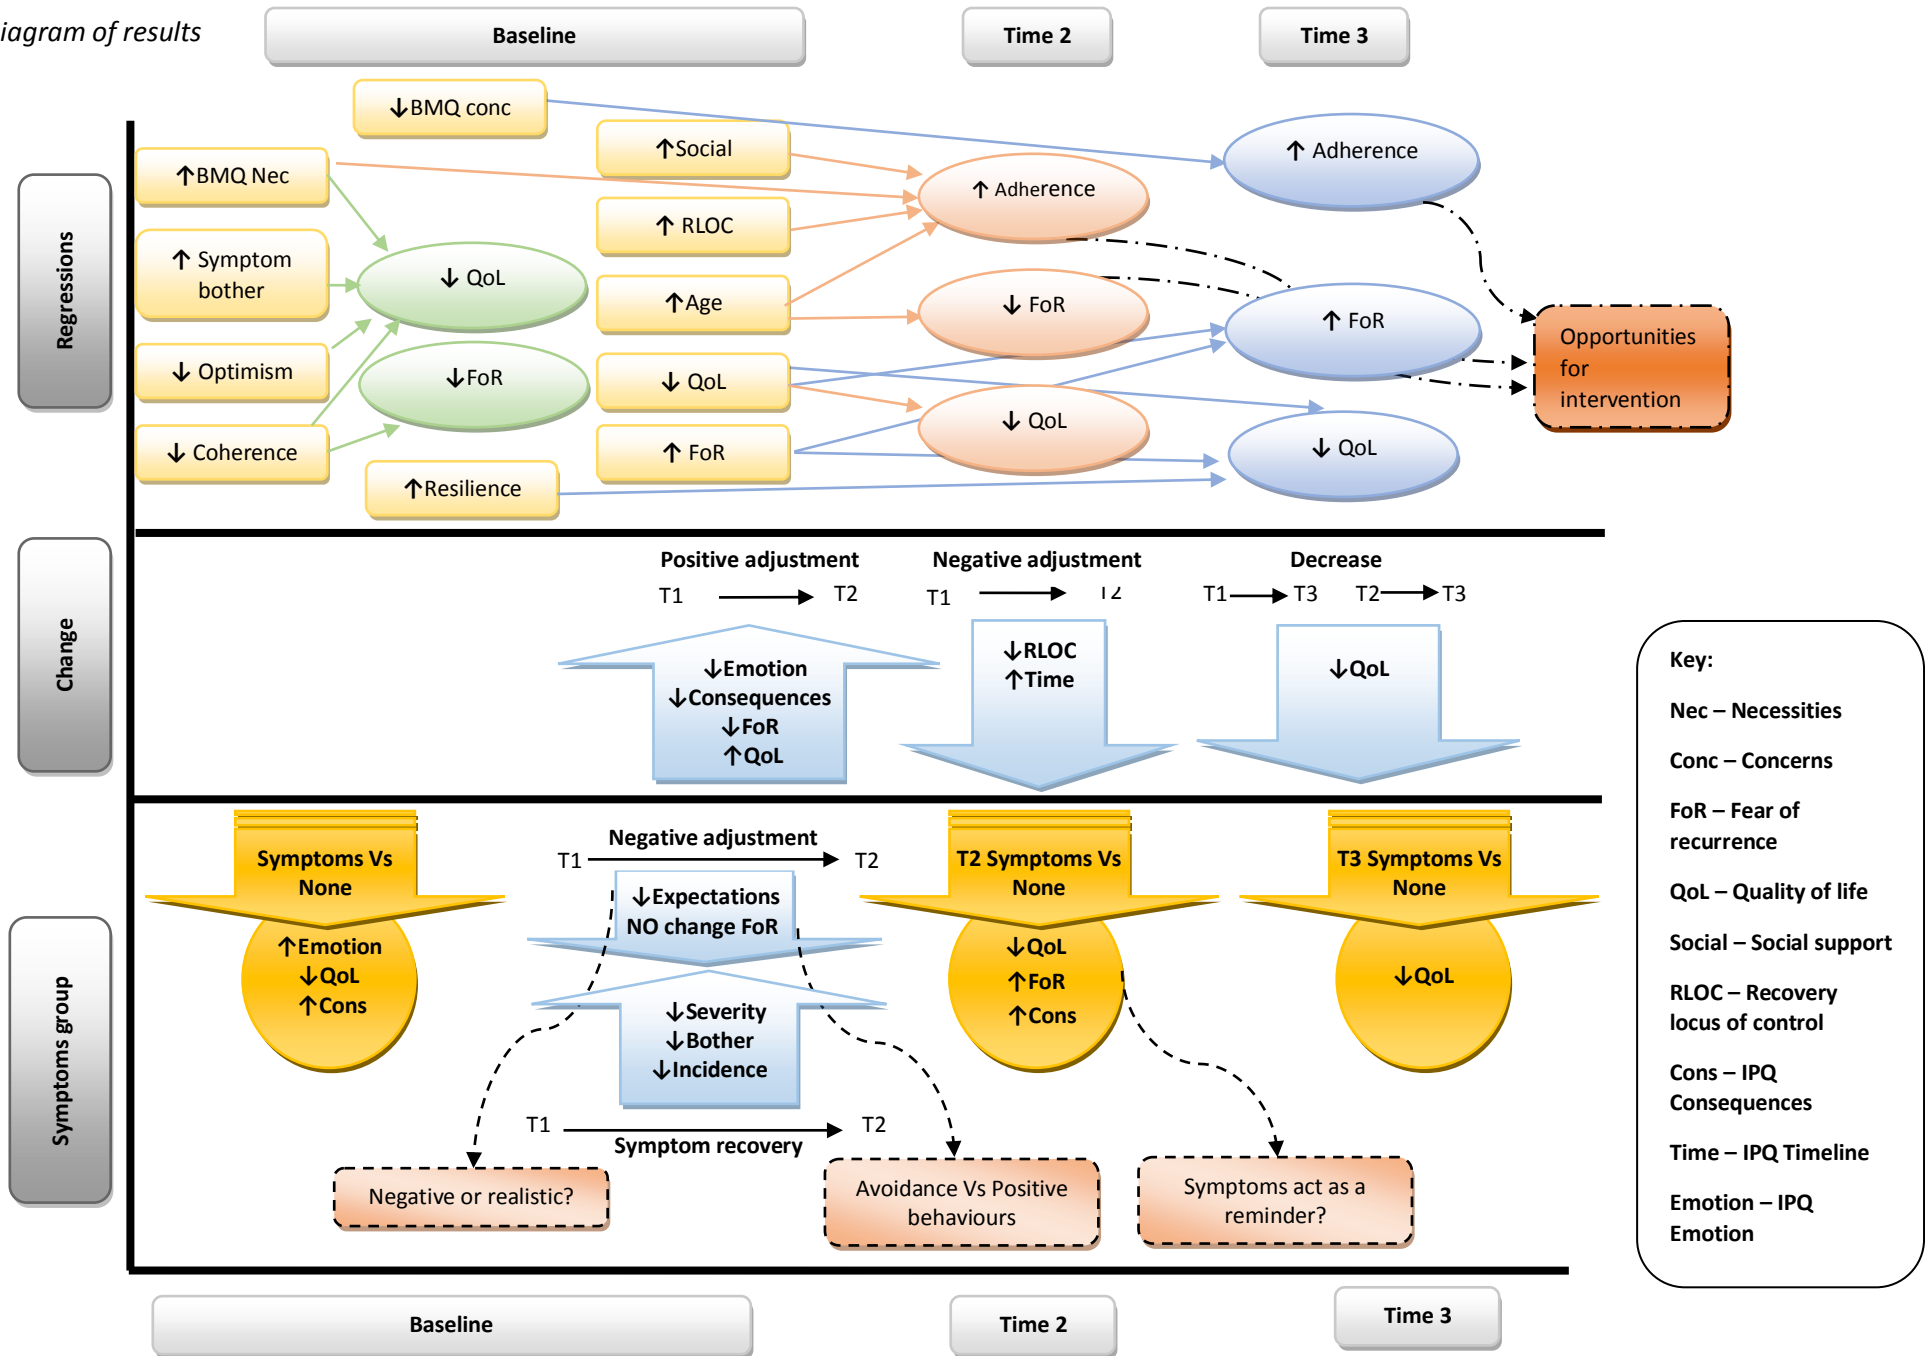 iagram of results
Baseline
Time 2
Time 3
Regressions
↓BMQ conc
↑BMQ Nec
↑ Symptom
bother
↓ Optimism
↓ Coherence
↑Resilience
↓ QoL
↓FoR
↑Social
↑ RLOC
↑Age
↓ QoL
↑ FoR
↑ Adherence
↓ FoR
↓ QoL
↑ Adherence
↑ FoR
↓ QoL
Opportunities
for
intervention
Change
Positive adjustment
T1 T2
↓Emotion
↓Consequences
↓FoR
↑QoL
Negative adjustment
T1 T2
↓RLOC
↑Time
Decrease
T1 T3 T2 T3
↓QoL
Symptoms group
Symptoms Vs
None
↑Emotion
↓QoL
↑Cons
Negative adjustment
T1 T2
↓Expectations
NO change FoR
↓Severity
↓Bother
↓Incidence
T1 T2
Symptom recovery
T2 Symptoms Vs
None
↓QoL
↑FoR
↑Cons
T3 Symptoms Vs
None
↓QoL
Negative or realistic?
Avoidance Vs Positive
behaviours
Symptoms act as a
reminder?
Baseline
Time 2
Time 3
Key:
Nec – Necessities
Conc – Concerns
FoR – Fear of
recurrence
QoL – Quality of life
Social – Social support
RLOC – Recovery
locus of control
Cons – IPQ
Consequences
Time – IPQ Timeline
Emotion – IPQ
Emotion